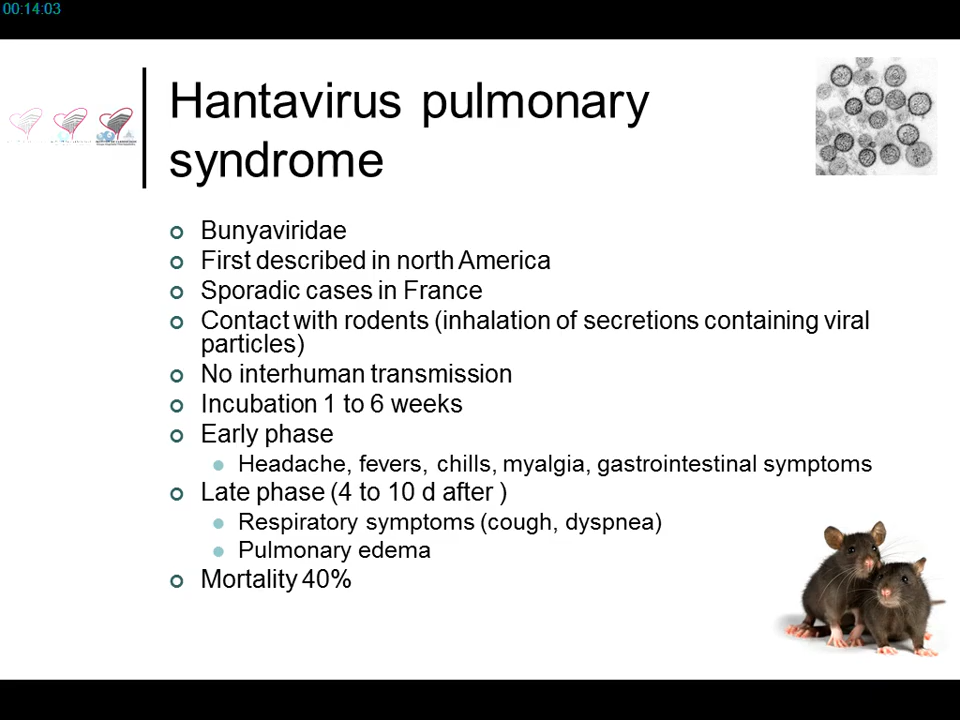 00:14:03
Hantavirus pulmonary
syndrome
Bunyaviridae
First described in north America
Sporadic cases in France
Contact with rodents (inhalation of secretions containing viral
particles)
No interhuman transmission
Incubation 1 to 6 weeks
Early phase
Headache, fevers, chills, myalgia, gastrointestinal symptoms
Late phase (4 to 10 d after )
Respiratory symptoms (cough, dyspnea)
Pulmonary edema
Mortality 40%